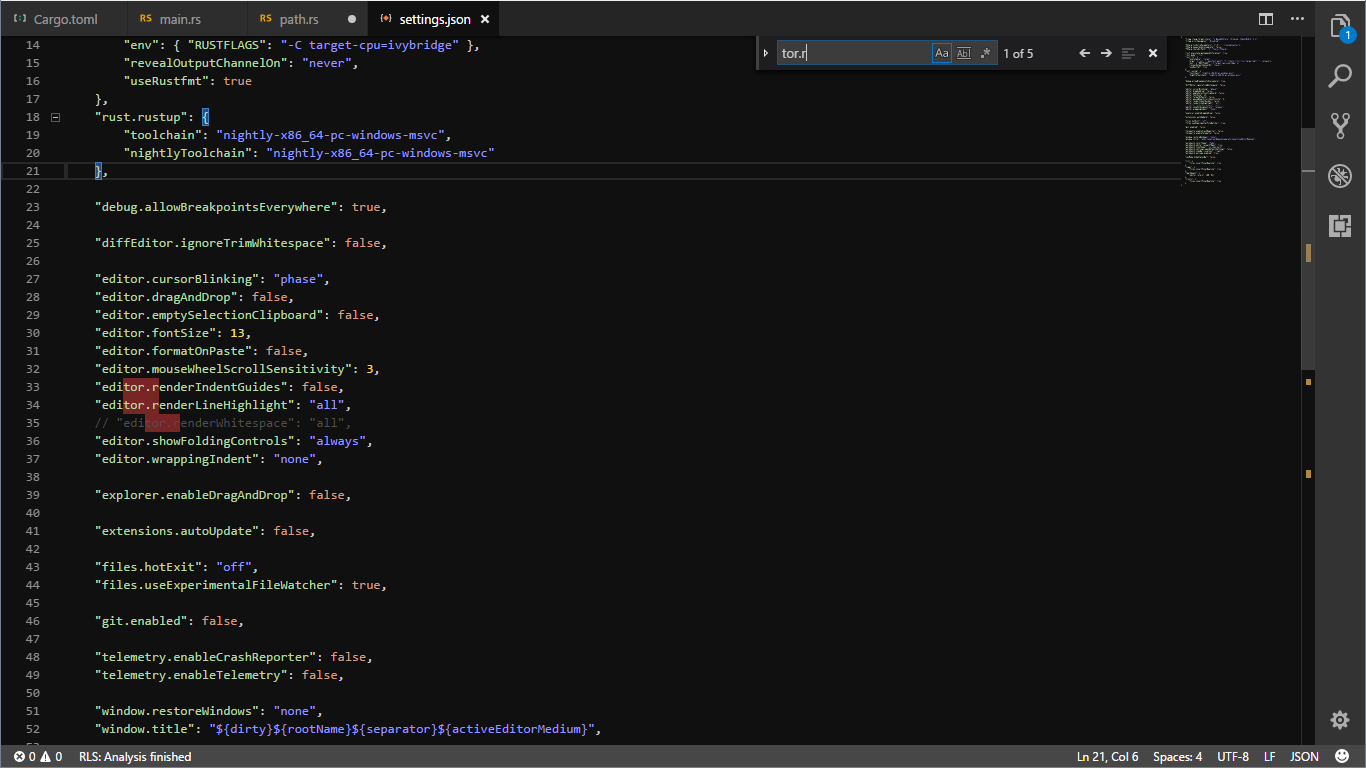 Cargo.toml
RS main.rs
RS path.rs
settings.json
1
tor.r
Aa Abl .* 1 of 5
14 "env": { "RUSTFLAGS": "-C target-cpu=ivybridge" },
15 "revealOutputChannelOn": "never",
16 "useRustfmt": true
17 },
18 "rust.rustup": {
19 "toolchain": "nightly-x86_64-pc-windows-msvc",
20 "nightlyToolchain": "nightly-x86_64-pc-windows-msvc"
21 },
22
23 "debug.allowBreakpointsEverywhere": true,
24
25 "diffEditor.ignoreTrimWhitespace": false,
26
27 "editor.cursorBlinking": "phase",
28 "editor.dragAndDrop": false,
29 "editor.emptySelectionClipboard": false,
30 "editor.fontSize": 13,
31 "editor.formatOnPaste": false,
32 "editor.mouseWheelScrollSensitivity": 3,
33 "editor.renderIndentGuides": false,
34 "editor.renderLineHighlight": "all",
35 // "editor.renderWhitespace": "all",
36 "editor.showFoldingControls": "always",
37 "editor.wrappingIndent": "none",
38
39 "explorer.enableDragAndDrop": false,
40
41 "extensions.autoUpdate": false,
42
43 "files.hotExit": "off",
44 "files.useExperimentalFileWatcher": true,
45
46 "git.enabled": false,
47
48 "telemetry.enableCrashReporter": false,
49 "telemetry.enableTelemetry": false,
50
51 "window.restoreWindows": "none",
52 "window.title": "${dirty}${rootName}${separator}${activeEditorMedium}",
0 0 RLS: Analysis finished
Ln 21, Col 6 Spaces: 4 UTF-8 LF JSON